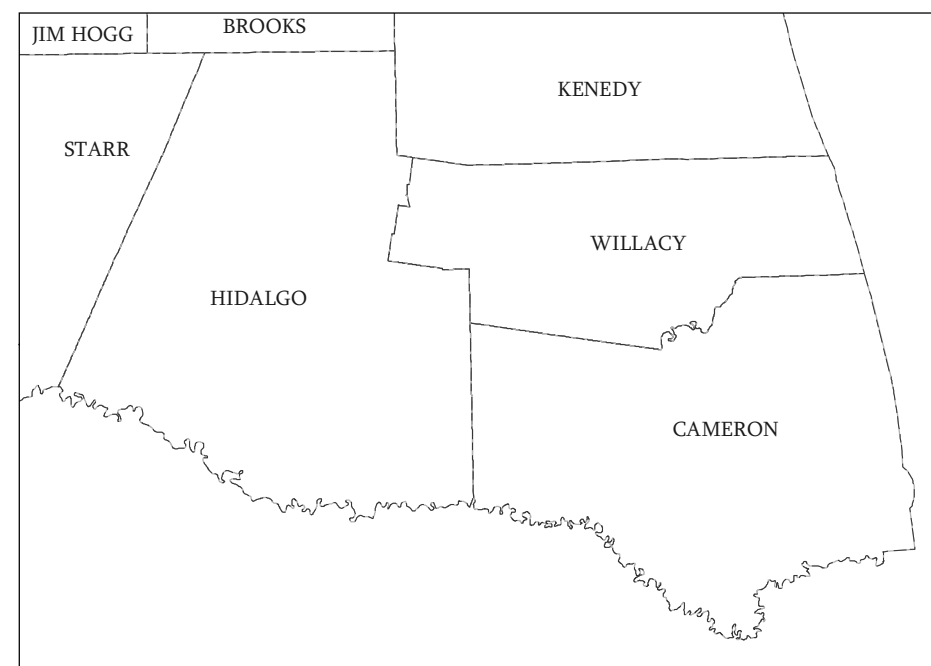 JIM HOGG
BROOKS
KENEDY
STARR
WILLACY
HIDALGO
CAMERON